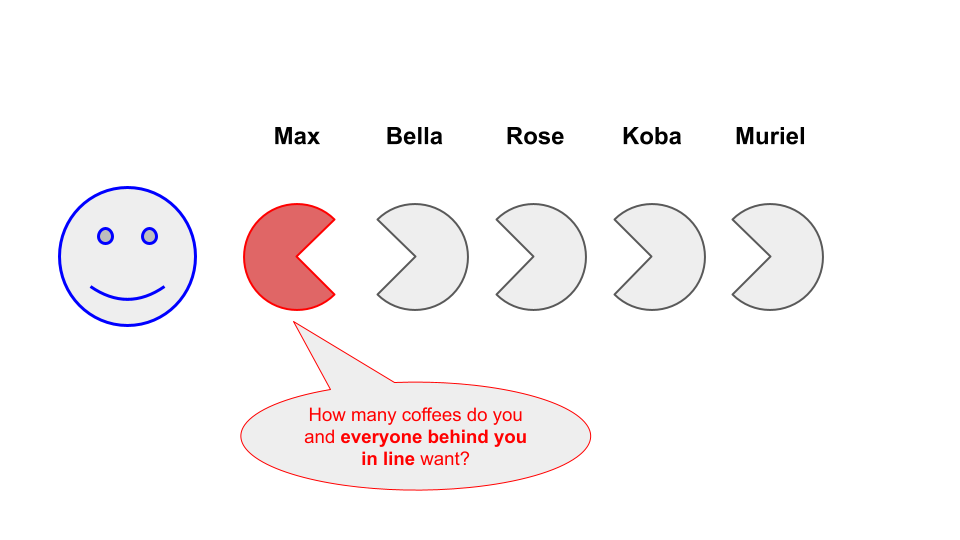 Max Bella Rose Koba Muriel
How many coffees do you
and everyone behind you
in line want?